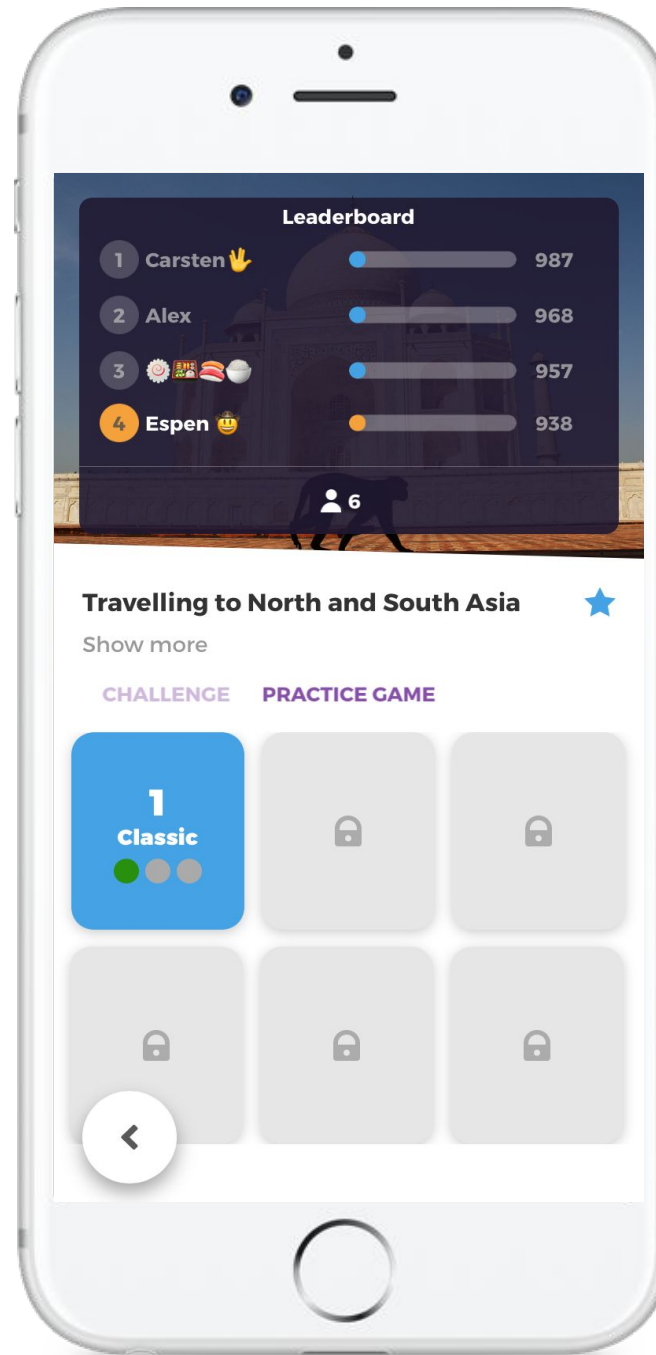 Leaderboard
1 Carsten🖖 987
2 Alex 968
3 🍥🍱🍣🍚 957
4 Espen 🤠 938
6
Travelling to North and South Asia
Show more
CHALLENGE PRACTICE GAME
1
Classic